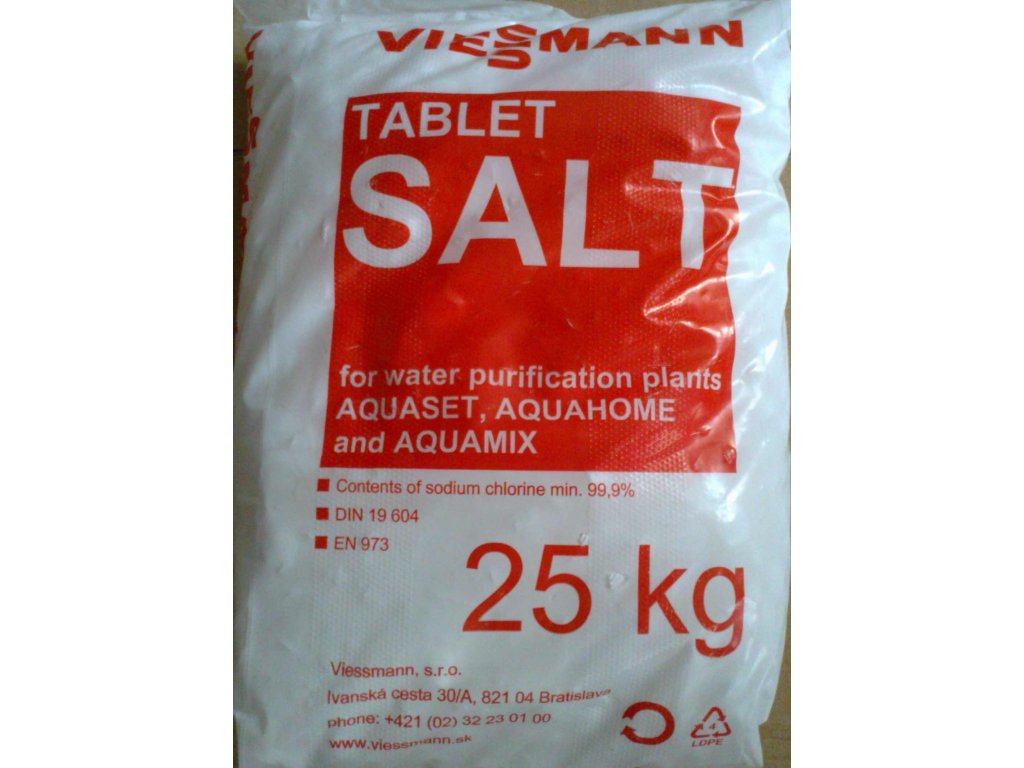 VIESSMANN
TABLET
SALT
for water purification plants
AQUASET, AQUAHOME
and AQUAMIX
Contents of sodium chlorine min. 99,9%
DIN 19 604
EN 973
25 kg
Viessmann, s.r.o.
Ivanská cesta 30/A, 821 04 Bratislava
phone: +421 (02) 32 23 01 00
www.viessmann.sk
4
LDPE